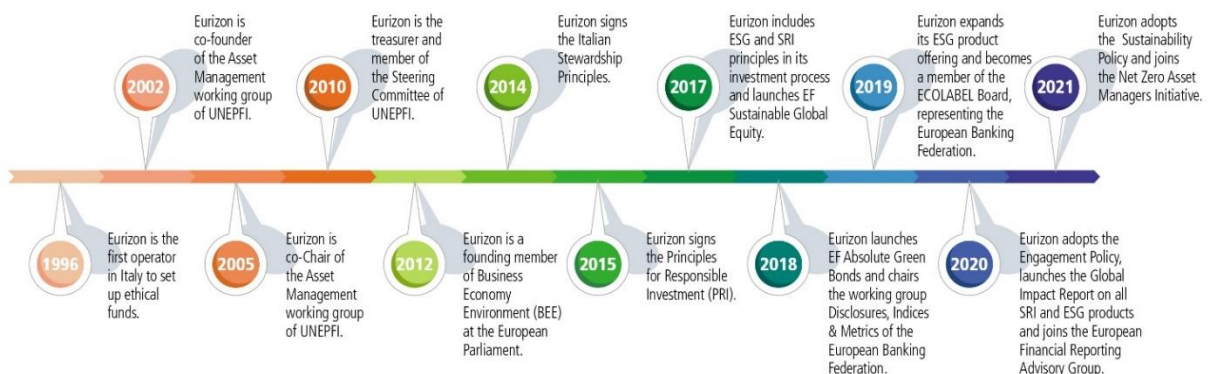 2002
Eurizon is
co-founder
of the Asset
Management
working group
of UNEPFI.
2010
Eurizon is the
treasurer and
member of
the Steering
Committee of
UNEPFI.
2014
Eurizon signs
the Italian
Stewardship
Principles.
2017
Eurizon includes
ESG and SRI
principles in its
investment process
and launches EF
Sustainable Global
Equity.
2019
Eurizon expands
its ESG product
offering and becomes
a member of the
ECOLABEL Board,
representing the
European Banking
Federation.
2021
Eurizon adopts
the Sustainability
Policy and joins
the Net Zero Asset
Managers Initiative.
1996
Eurizon is the
first operator
in Italy to set
up ethical
funds.
2005
Eurizon is
co-Chair of
the Asset
Management
working group
of UNEPFI.
2012
Eurizon is a
founding member
of Business
Economy
Environment (BEE)
at the European
Parliament.
2015
Eurizon signs
the Principles
for Responsible
Investment (PRI).
2018
Eurizon launches
EF Absolute Green
Bonds and chairs
the working group
Disclosures, Indices
& Metrics of the
European Banking
Federation.
2020
Eurizon adopts the
Engagement Policy,
launches the Global
Impact Report on all
SRI and ESG products
and joins the European
Financial Reporting
Advisory Group.